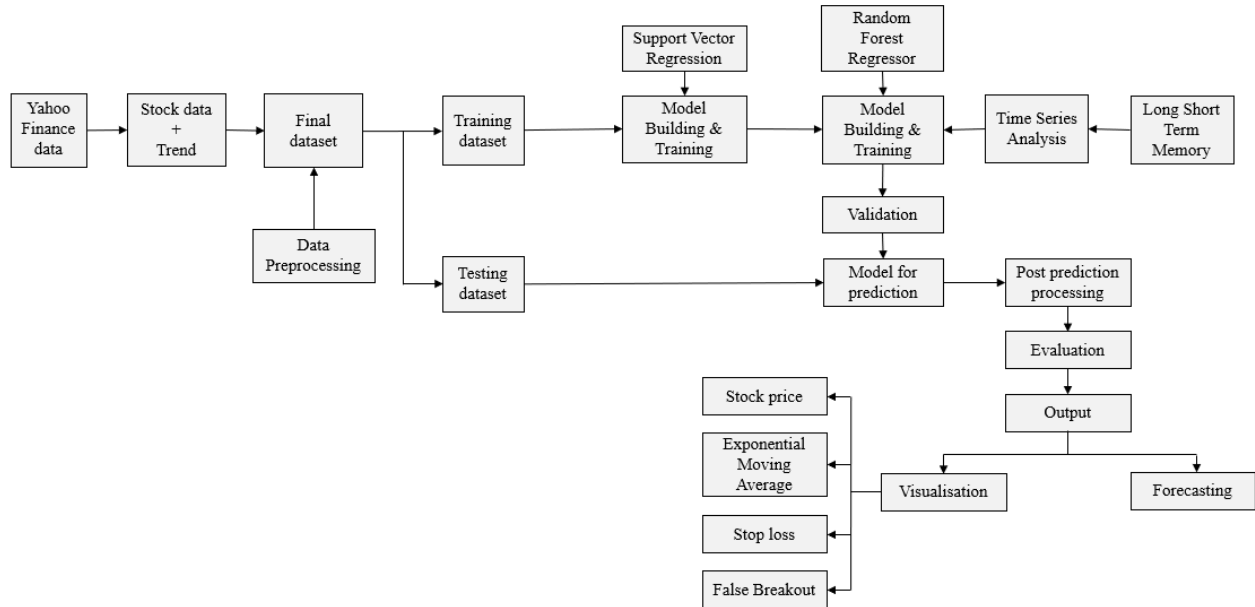 Support Vector
Regression
Random
Forest
Regressor
Yahoo
Finance
data
Stock data
+
Trend
Final
dataset
Training
dataset
Model
Building &
Training
Model
Building &
Training
Time Series
Analysis
Long Short
Term
Memory
Data
Preprocessing
Validation
Testing
dataset
Model for
prediction
Post prediction
processing
Evaluation
Output
Stock price
Exponential
Moving
Average
Visualisation
Forecasting
Stop loss
False Breakout